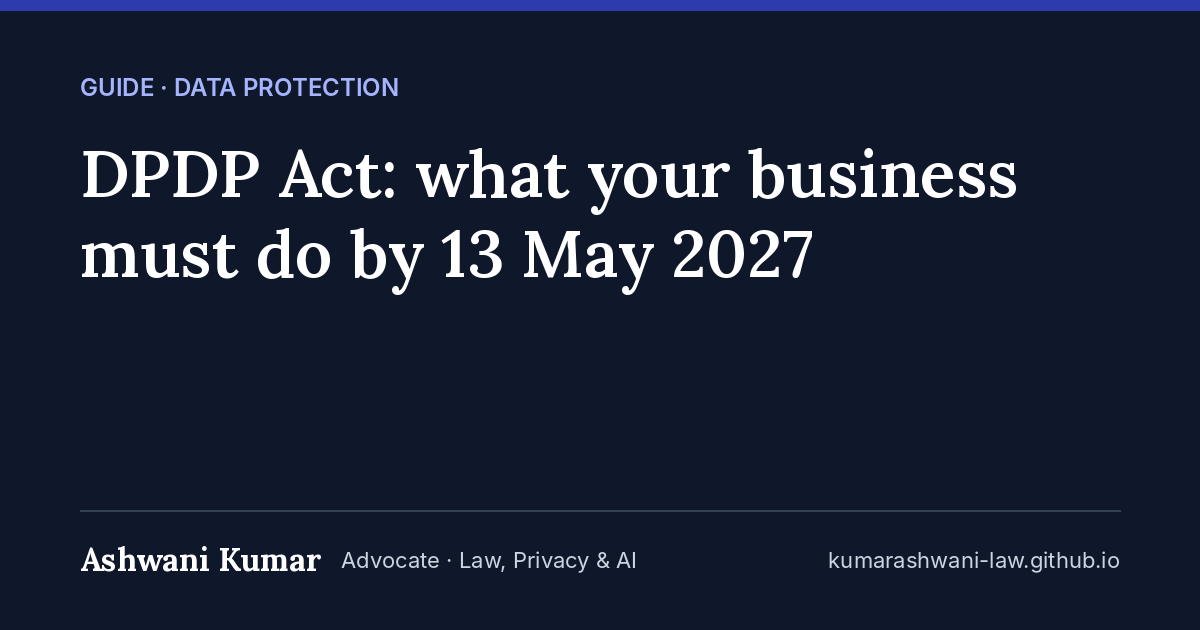 GUIDE · DATA PROTECTION
DPDP Act: what your business
must do by 13 May 2027
Ashwani Kumar Advocate · Law, Privacy & AI kumarashwani-law.github.io